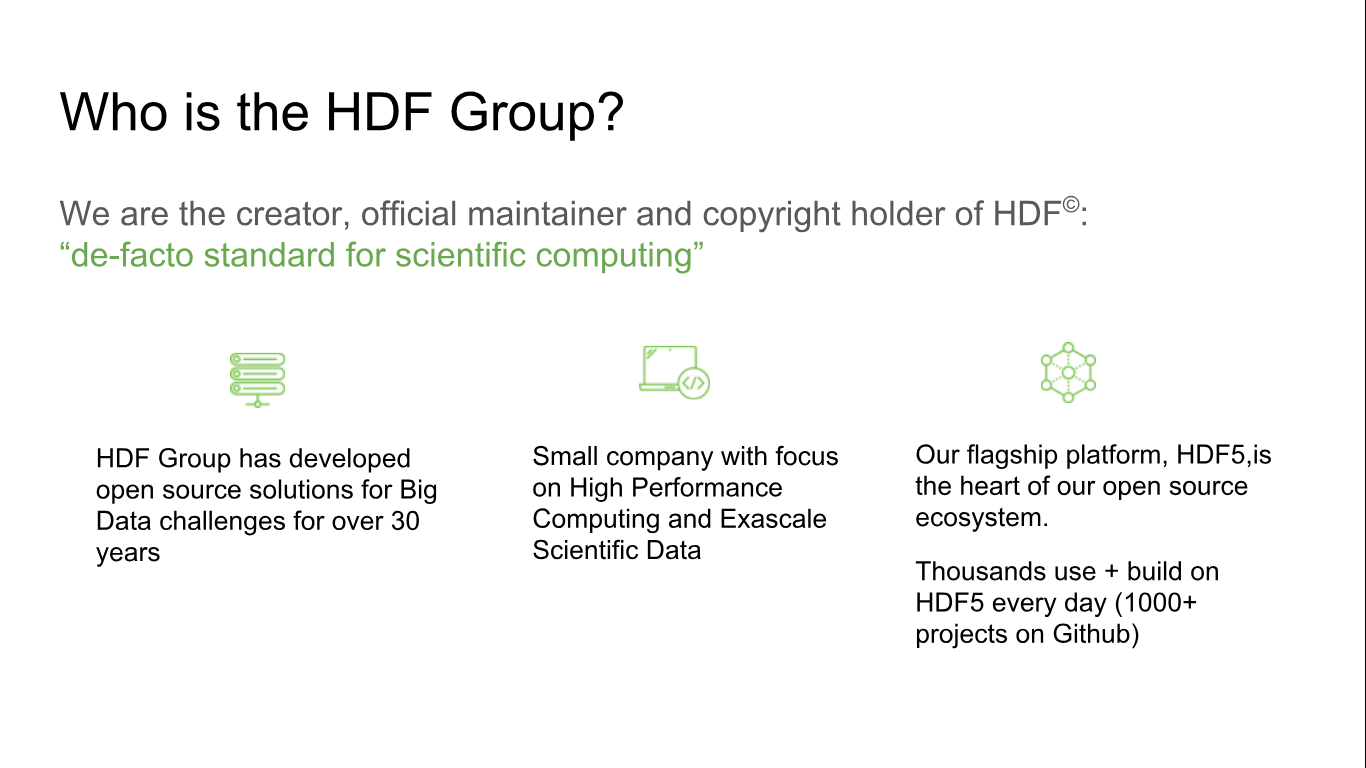 Who is the HDF Group?
We are the creator, official maintainer and copyright holder of HDF©:
“de-facto standard for scientific computing”
HDF Group has developed
open source solutions for Big
Data challenges for over 30
years
Small company with focus
on High Performance
Computing and Exascale
Scientific Data
Our flagship platform, HDF5,is
the heart of our open source
ecosystem.
Thousands use + build on
HDF5 every day (1000+
projects on Github)